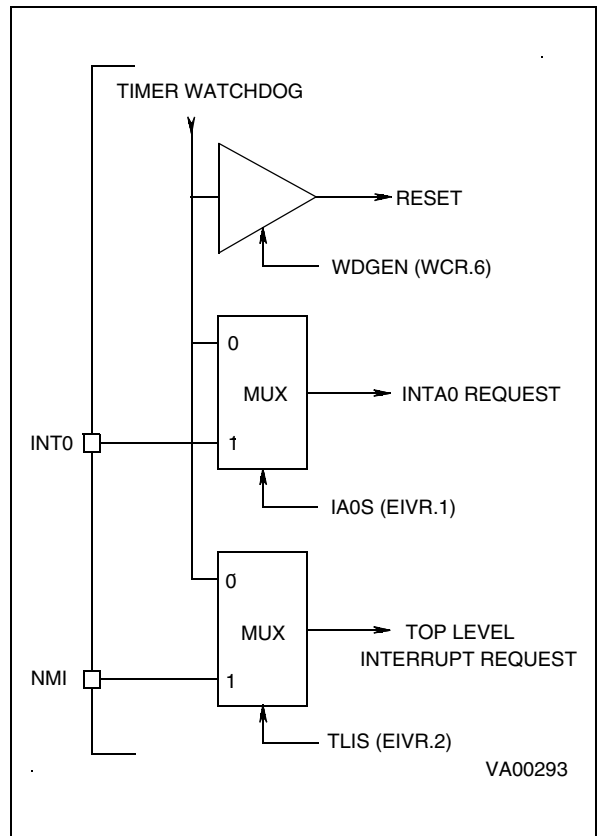 TIMER WATCHDOG
RESET
WDGEN (WCR.6)
0
MUX
INTA0 REQUEST
INT0
1
IA0S (EIVR.1)
0
MUX
TOP LEVEL
INTERRUPT REQUEST
NMI
1
TLIS (EIVR.2)
VA00293